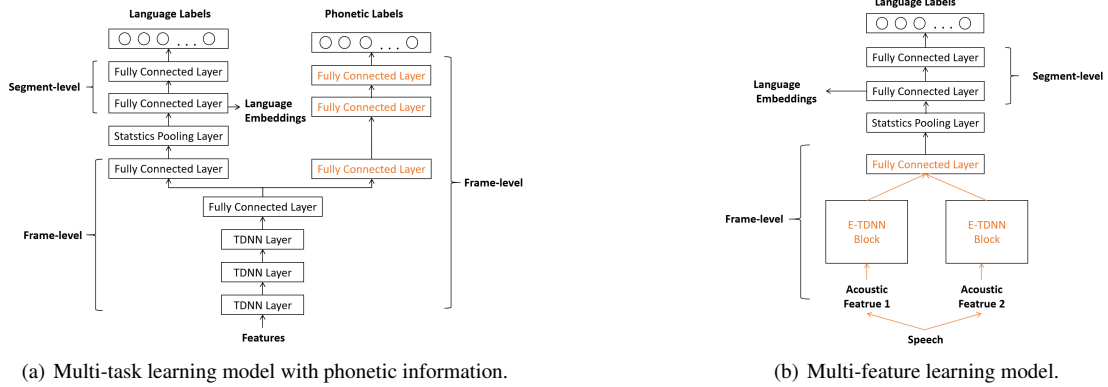 Language Labels
...
Fully Connected Layer
Fully Connected Layer
Segment-level
Language
Embeddings
Statstics Pooling Layer
Fully Connected Layer
Phonetic Labels
...
Fully Connected Layer
Fully Connected Layer
Fully Connected Layer
Frame-level
Frame-level
Fully Connected Layer
TDNN Layer
TDNN Layer
TDNN Layer
Features
(a) Multi-task learning model with phonetic information.
Language Labels
...
Fully Connected Layer
Fully Connected Layer
Segment-level
Language
Embeddings
Statstics Pooling Layer
Fully Connected Layer
Frame-level
E-TDNN
Block
E-TDNN
Block
Acoustic
Featrue 1
Acoustic
Featrue 2
Speech
(b) Multi-feature learning model.